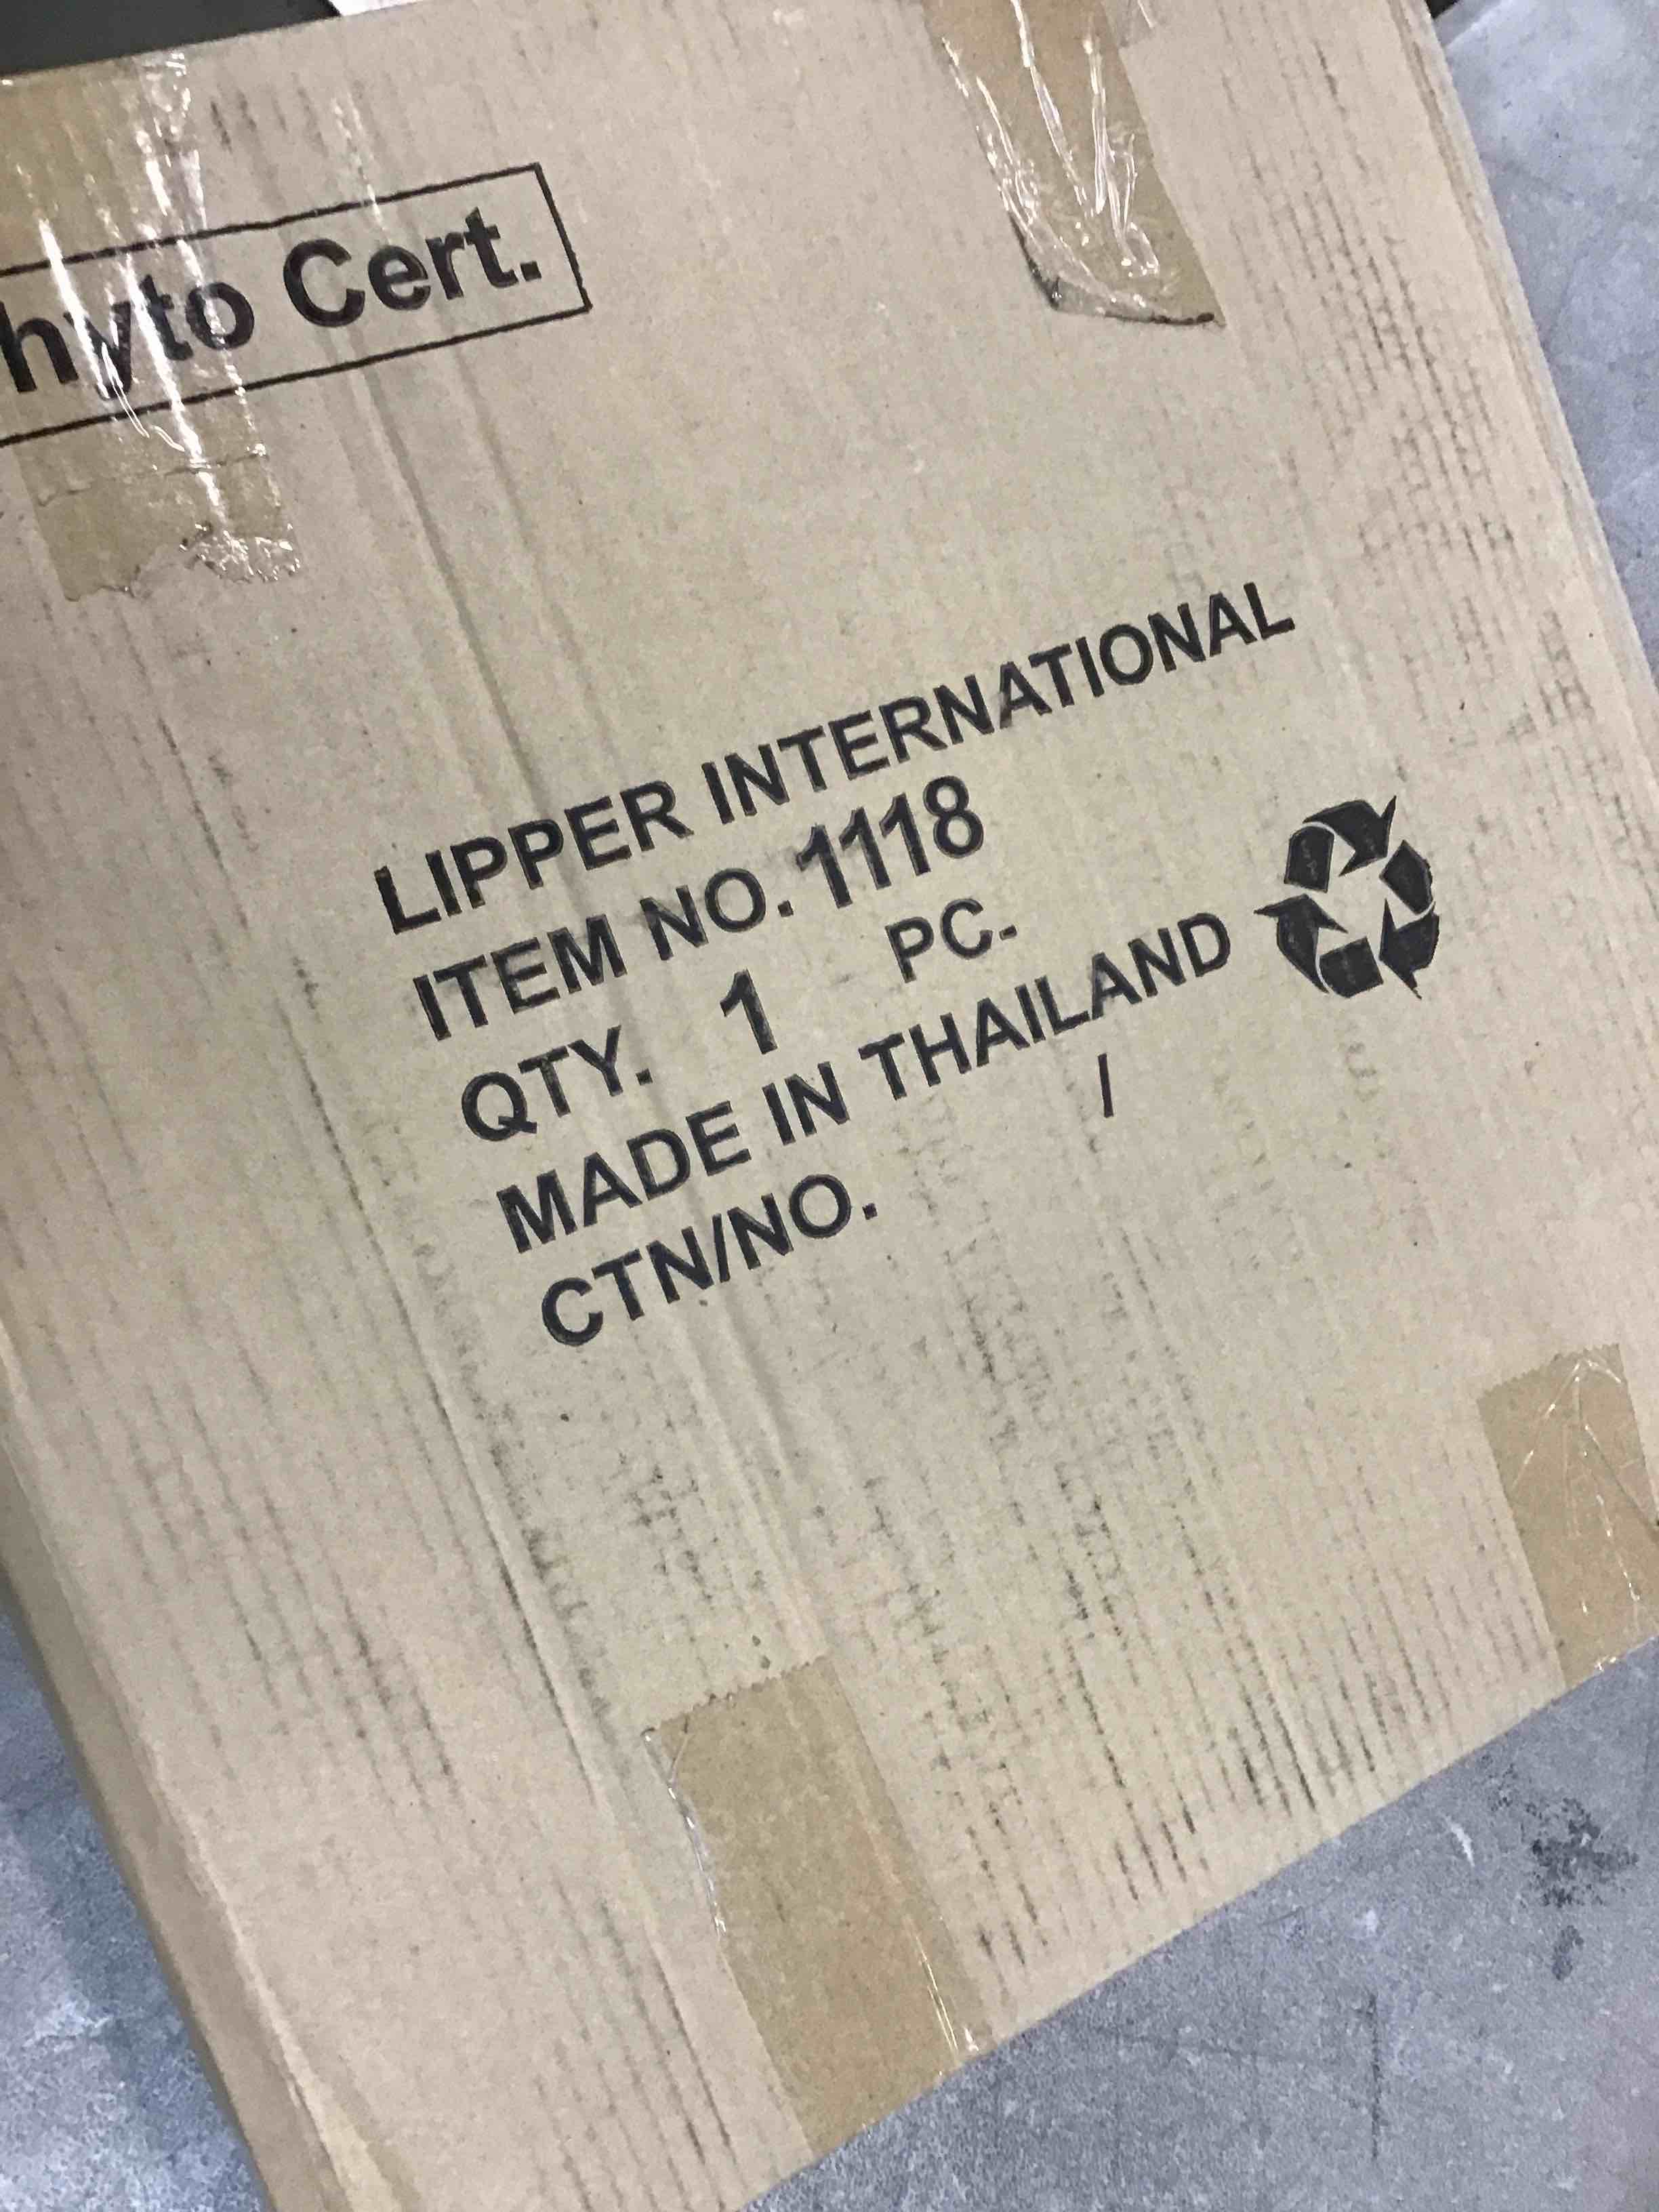 hyto Cert.
LIPPER INTERNATIONAL
ITEM NO. 1118
QTY. 1 PC.
MADE IN THAILAND
CTN/NO. /